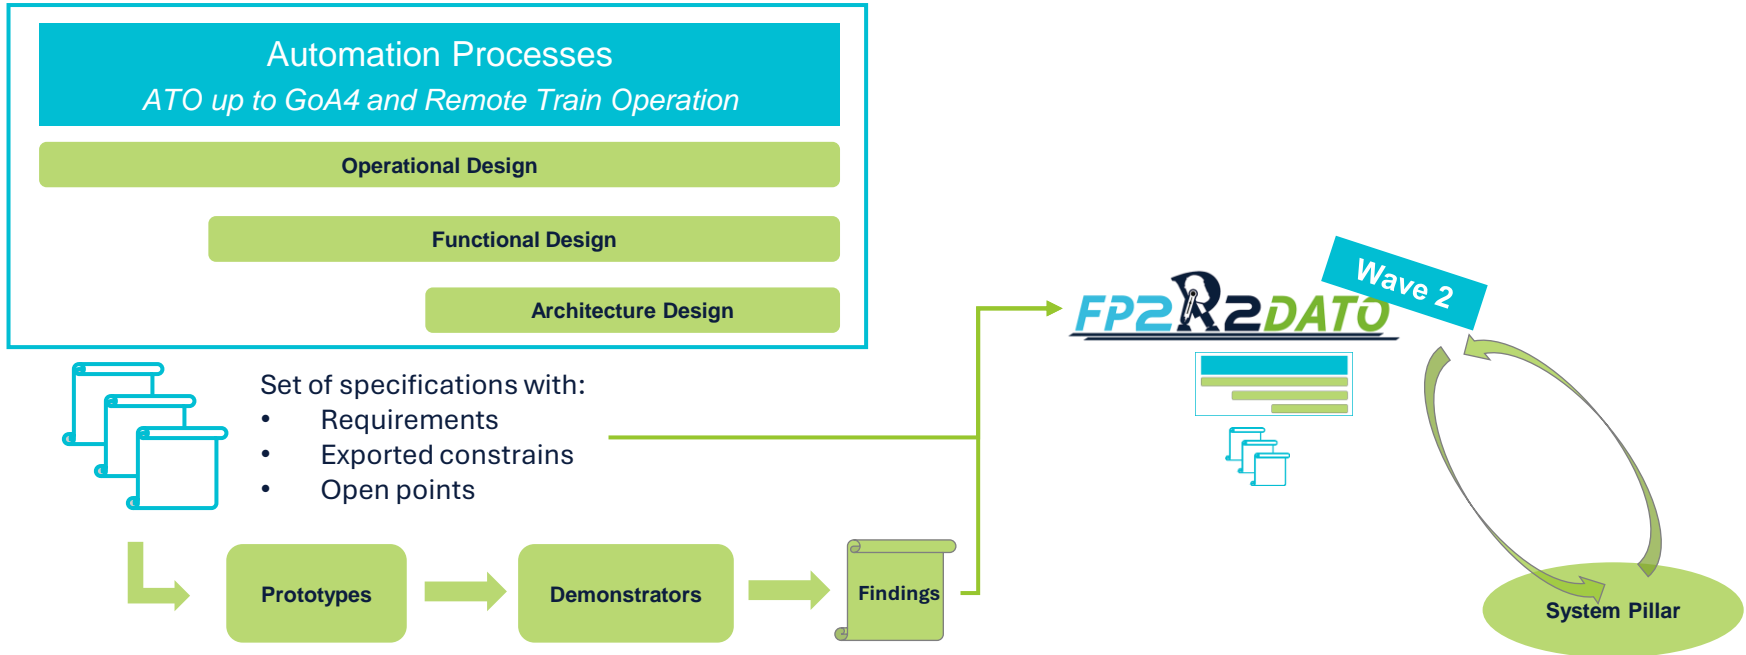 Automation Processes
ATO up to GoA4 and Remote Train Operation
Operational Design
Functional Design
Architecture Design
Set of specifications with:
• Requirements
• Exported constrains
• Open points
Prototypes
Demonstrators
Findings
FP2R2DATO
Wave 2
System Pillar